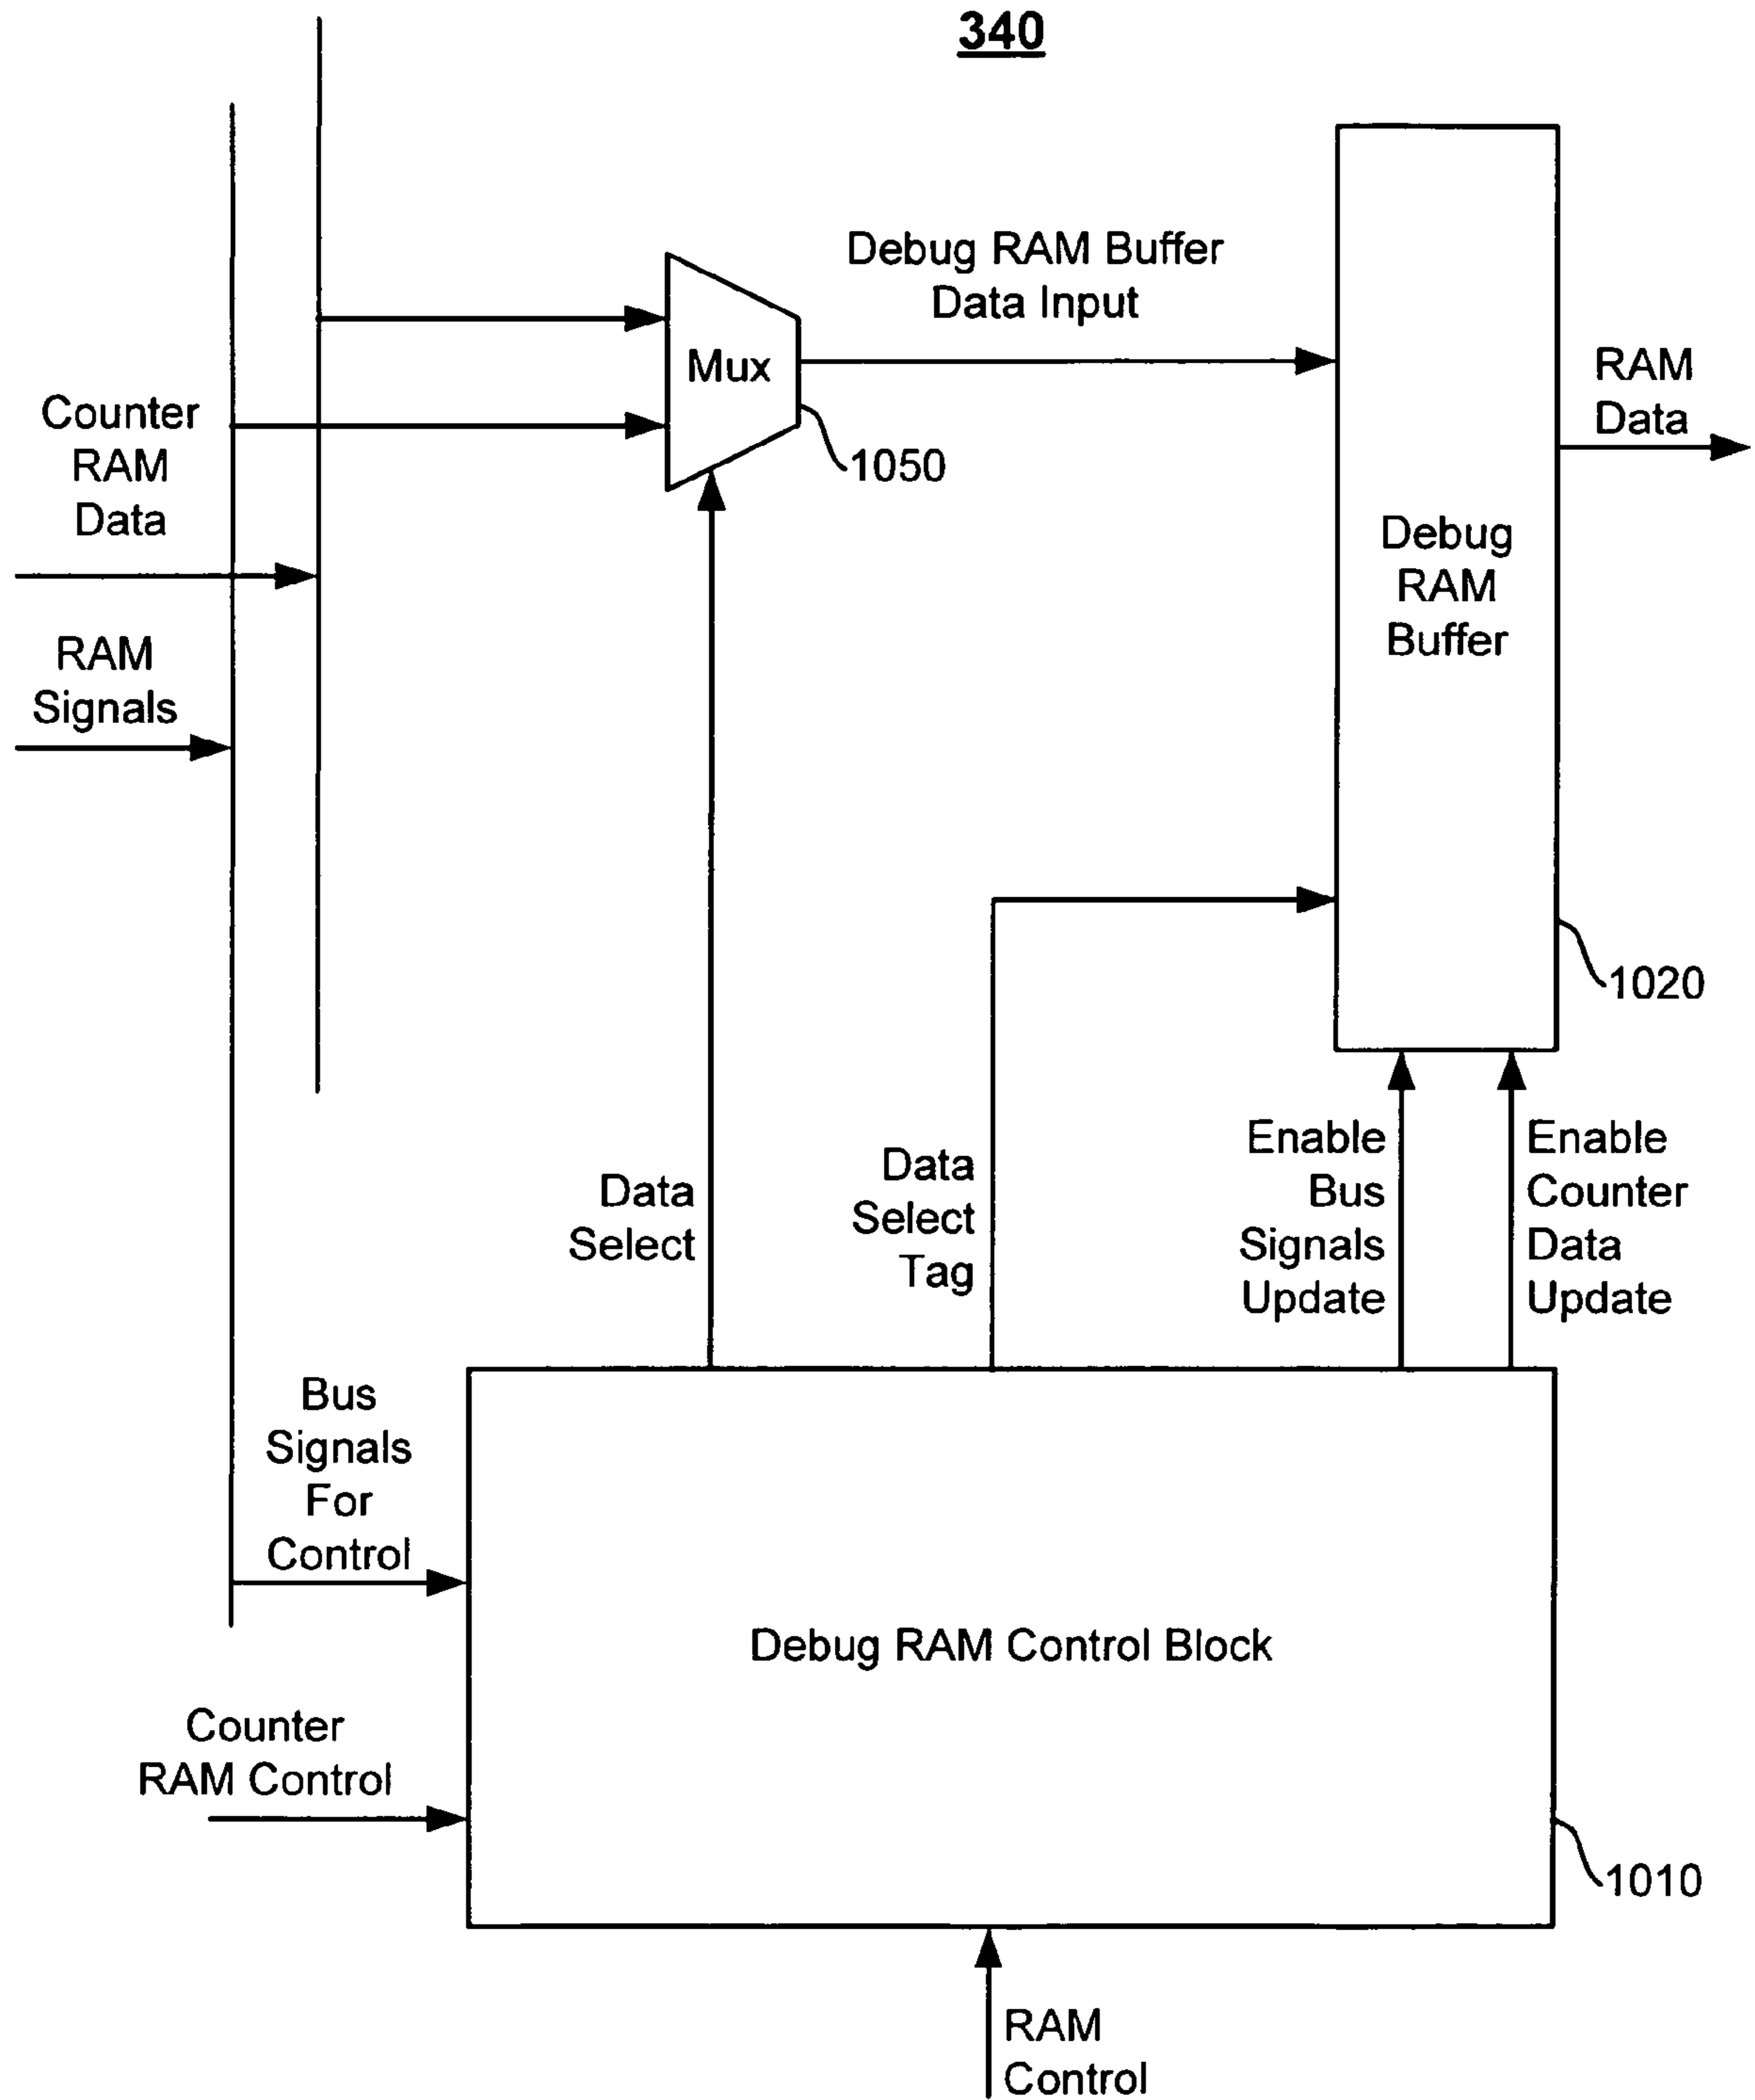 340
Debug RAM Buffer
Data Input
Mux
1050
RAM
Data
Counter
RAM
Data
RAM
Signals
Debug
RAM
Buffer
1020
Data
Select
Data
Select
Tag
Enable
Bus
Signals
Update
Enable
Counter
Data
Update
Bus
Signals
For
Control
Debug RAM Control Block
Counter
RAM Control
1010
RAM
Control